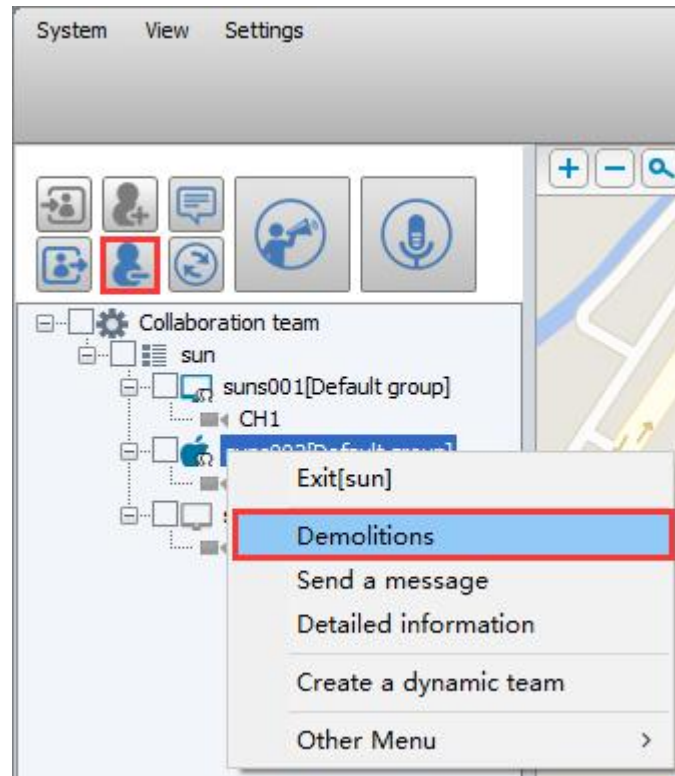 System View Settings
Collaboration team
sun
suns001[Default group]
CH1
Exit[sun]
Demolitions
Send a message
Detailed information
Create a dynamic team
Other Menu